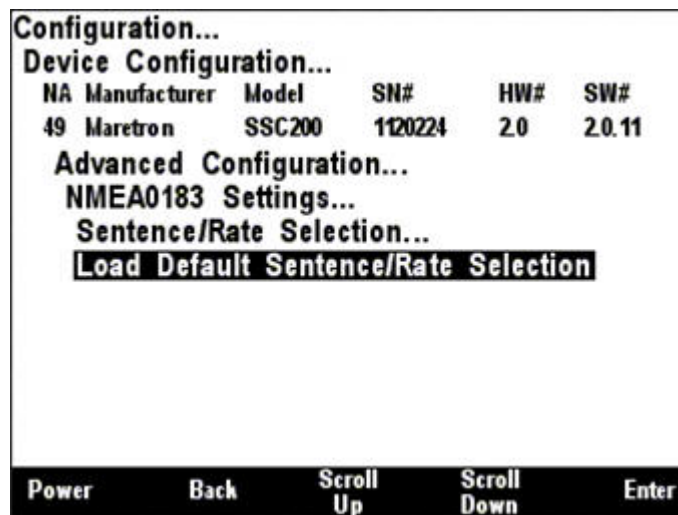 Configuration...
Device Configuration...
NA Manufacturer Model SN# HW# SW#
49 Maretron SSC200 1120224 2.0 2.0.11
Advanced Configuration...
NMEA0183 Settings...
Sentence/Rate Selection...
Load Default Sentence/Rate Selection
Power Back Scroll Up Scroll Down Enter